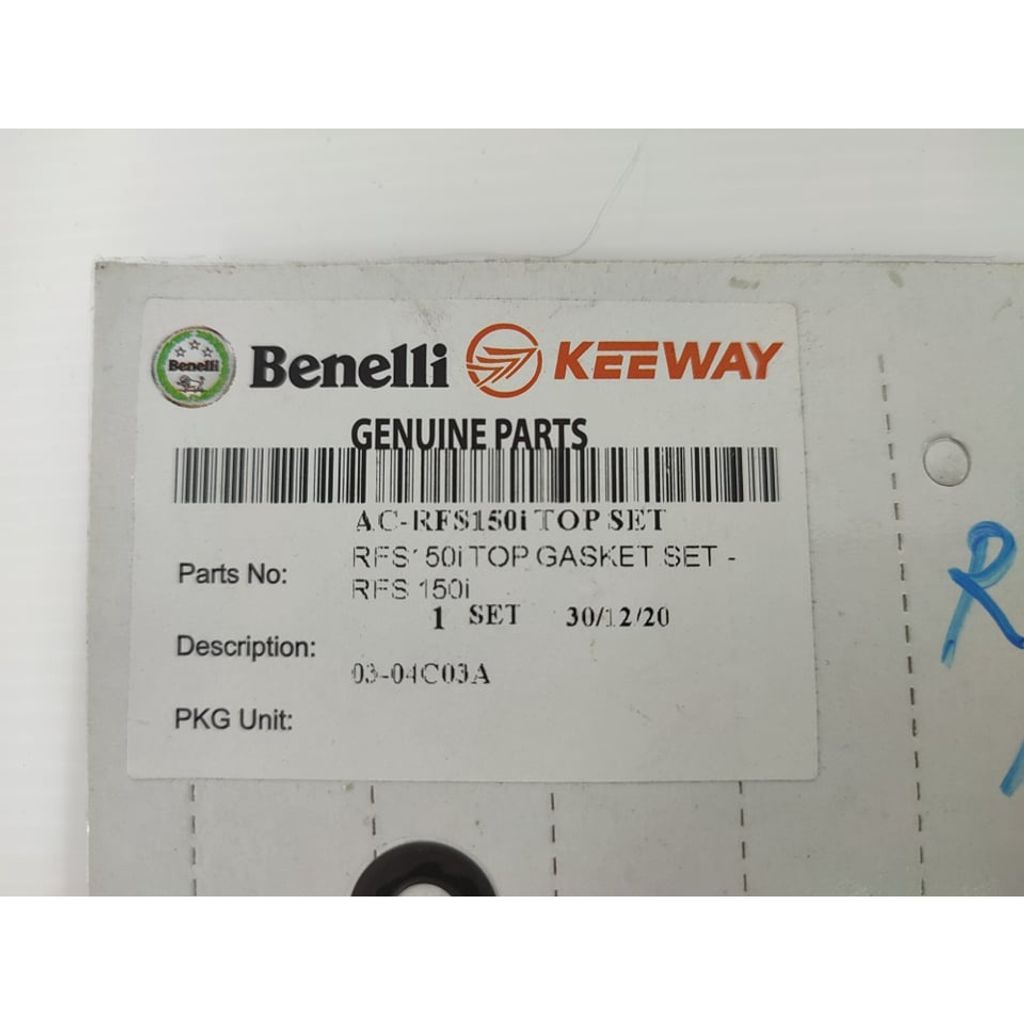 Benelli Benelli KEEWAY
GENUINE PARTS
AC-RFS150i TOP SET
Parts No: RFS150i TOP GASKET SET -
RFS 150i
1 SET 30/12/20
Description:
03-04C03A
PKG Unit:
R